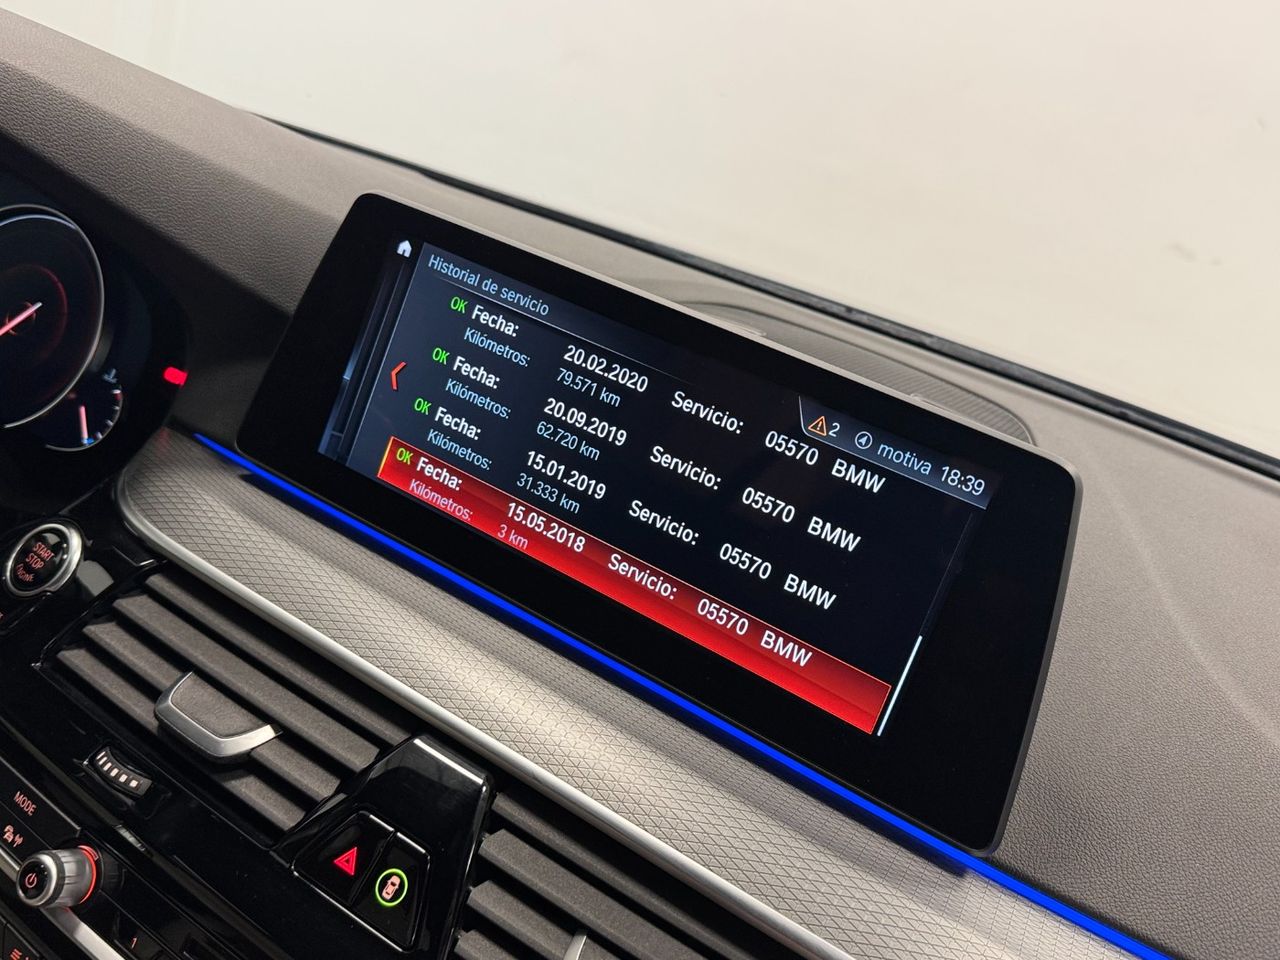 Historial de servicio
2 motiva 18:39
OK Fecha: 20.02.2020 Servicio: 05570 BMW
Kilómetros: 79.571 km
OK Fecha: 20.09.2019 Servicio: 05570 BMW
Kilómetros: 62.720 km
OK Fecha: 15.01.2019 Servicio: 05570 BMW
Kilómetros: 31.333 km
OK Fecha: 15.05.2018 Servicio: 05570 BMW
Kilómetros: 3 km
START
STOP
ENGINE
MODE
1